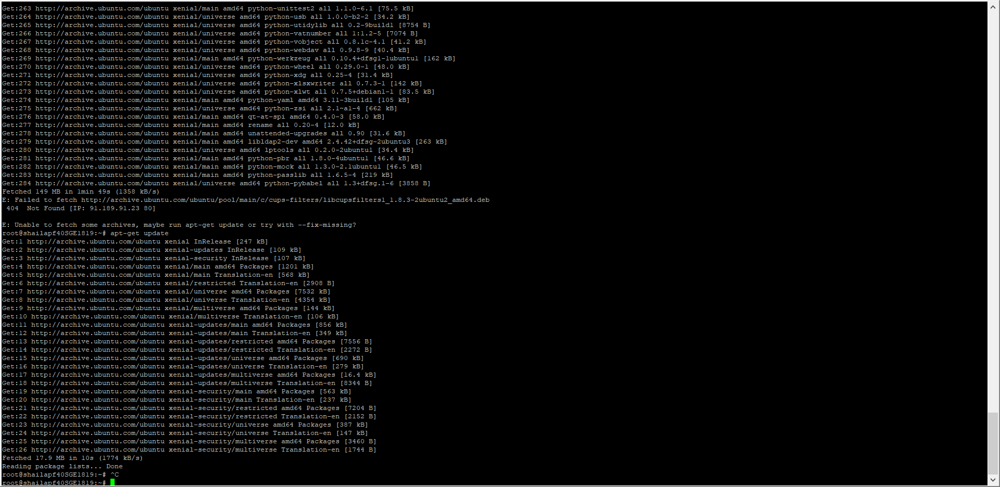 Get:263 http://archive.ubuntu.com/ubuntu xenial/main amd64 python-unittest2 all 1.1.0-6.1 [75.5 kB]
Get:264 http://archive.ubuntu.com/ubuntu xenial/universe amd64 python-usb all 1.0.0~b2-2 [34.2 kB]
Get:265 http://archive.ubuntu.com/ubuntu xenial/universe amd64 python-utidylib all 0.2-9build1 [8754 B]
Get:266 http://archive.ubuntu.com/ubuntu xenial/universe amd64 python-vatnumber all 1:1.2-5 [7074 B]
Get:267 http://archive.ubuntu.com/ubuntu xenial/universe amd64 python-vobject all 0.8.1c-4.1 [41.2 kB]
Get:268 http://archive.ubuntu.com/ubuntu xenial/universe amd64 python-webdav all 0.9.8-9 [40.4 kB]
Get:269 http://archive.ubuntu.com/ubuntu xenial/main amd64 python-werkzeug all 0.10.4+dfsg1-1ubuntu1 [162 kB]
Get:270 http://archive.ubuntu.com/ubuntu xenial/universe amd64 python-wheel all 0.29.0-1 [48.0 kB]
Get:271 http://archive.ubuntu.com/ubuntu xenial/universe amd64 python-xdg all 0.25-4 [31.4 kB]
Get:272 http://archive.ubuntu.com/ubuntu xenial/universe amd64 python-xlsxwriter all 0.7.3-1 [142 kB]
Get:273 http://archive.ubuntu.com/ubuntu xenial/universe amd64 python-xlwt all 0.7.5+debian1-1 [83.5 kB]
Get:274 http://archive.ubuntu.com/ubuntu xenial/main amd64 python-yaml amd64 3.11-3build1 [105 kB]
Get:275 http://archive.ubuntu.com/ubuntu xenial/universe amd64 python-zsi all 2.1~a1-4 [662 kB]
Get:276 http://archive.ubuntu.com/ubuntu xenial/main amd64 qt-at-spi amd64 0.4.0-3 [58.0 kB]
Get:277 http://archive.ubuntu.com/ubuntu xenial/main amd64 rename all 0.20-4 [12.0 kB]
Get:278 http://archive.ubuntu.com/ubuntu xenial/main amd64 unattended-upgrades all 0.90 [31.6 kB]
Get:279 http://archive.ubuntu.com/ubuntu xenial/main amd64 libldap2-dev amd64 2.4.42+dfsg-2ubuntu3 [263 kB]
Get:280 http://archive.ubuntu.com/ubuntu xenial/universe amd64 lptools all 0.2.0-2ubuntu1 [34.4 kB]
Get:281 http://archive.ubuntu.com/ubuntu xenial/main amd64 python-pbr all 1.8.0-4ubuntu1 [46.6 kB]
Get:282 http://archive.ubuntu.com/ubuntu xenial/main amd64 python-mock all 1.3.0-2.1ubuntu1 [46.5 kB]
Get:283 http://archive.ubuntu.com/ubuntu xenial/main amd64 python-passlib all 1.6.5-4 [219 kB]
Get:284 http://archive.ubuntu.com/ubuntu xenial/universe amd64 python-pybabel all 1.3+dfsg.1-6 [3858 B]
Fetched 149 MB in 1min 49s (1358 kB/s)
E: Failed to fetch http://archive.ubuntu.com/ubuntu/pool/main/c/cups-filters/libcupsfilters1_1.8.3-2ubuntu2_amd64.deb
404  Not Found [IP: 91.189.91.23 80]
E: Unable to fetch some archives, maybe run apt-get update or try with --fix-missing?
root@shailapf40SGE1819:~# apt-get update
Get:1 http://archive.ubuntu.com/ubuntu xenial InRelease [247 kB]
Get:2 http://archive.ubuntu.com/ubuntu xenial-updates InRelease [109 kB]
Get:3 http://archive.ubuntu.com/ubuntu xenial-security InRelease [107 kB]
Get:4 http://archive.ubuntu.com/ubuntu xenial/main amd64 Packages [1201 kB]
Get:5 http://archive.ubuntu.com/ubuntu xenial/main Translation-en [568 kB]
Get:6 http://archive.ubuntu.com/ubuntu xenial/restricted Translation-en [2908 B]
Get:7 http://archive.ubuntu.com/ubuntu xenial/universe amd64 Packages [7532 kB]
Get:8 http://archive.ubuntu.com/ubuntu xenial/universe Translation-en [4354 kB]
Get:9 http://archive.ubuntu.com/ubuntu xenial/multiverse amd64 Packages [144 kB]
Get:10 http://archive.ubuntu.com/ubuntu xenial/multiverse Translation-en [106 kB]
Get:11 http://archive.ubuntu.com/ubuntu xenial-updates/main amd64 Packages [856 kB]
Get:12 http://archive.ubuntu.com/ubuntu xenial-updates/main Translation-en [349 kB]
Get:13 http://archive.ubuntu.com/ubuntu xenial-updates/restricted amd64 Packages [7556 B]
Get:14 http://archive.ubuntu.com/ubuntu xenial-updates/restricted Translation-en [2272 B]
Get:15 http://archive.ubuntu.com/ubuntu xenial-updates/universe amd64 Packages [690 kB]
Get:16 http://archive.ubuntu.com/ubuntu xenial-updates/universe Translation-en [279 kB]
Get:17 http://archive.ubuntu.com/ubuntu xenial-updates/multiverse amd64 Packages [16.4 kB]
Get:18 http://archive.ubuntu.com/ubuntu xenial-updates/multiverse Translation-en [8344 B]
Get:19 http://archive.ubuntu.com/ubuntu xenial-security/main amd64 Packages [563 kB]
Get:20 http://archive.ubuntu.com/ubuntu xenial-security/main Translation-en [237 kB]
Get:21 http://archive.ubuntu.com/ubuntu xenial-security/restricted amd64 Packages [7204 B]
Get:22 http://archive.ubuntu.com/ubuntu xenial-security/restricted Translation-en [2152 B]
Get:23 http://archive.ubuntu.com/ubuntu xenial-security/universe amd64 Packages [387 kB]
Get:24 http://archive.ubuntu.com/ubuntu xenial-security/universe Translation-en [147 kB]
Get:25 http://archive.ubuntu.com/ubuntu xenial-security/multiverse amd64 Packages [3460 B]
Get:26 http://archive.ubuntu.com/ubuntu xenial-security/multiverse Translation-en [1744 B]
Fetched 17.9 MB in 10s (1774 kB/s)
Reading package lists... Done
root@shailapf40SGE1819:~# ^C
root@shailapf40SGE1819:~#